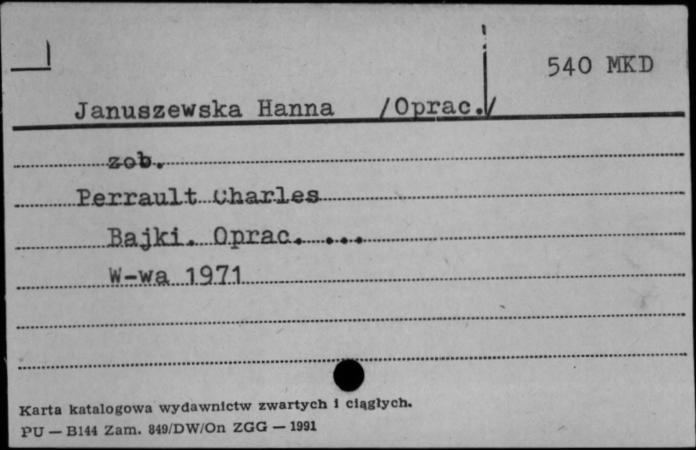 540 MKD
Januszewska Hanna /Oprac./
zob.
Perrault Charles
Bajki. Oprac. ...
W-wa 1971
Karta katalogowa wydawnictw zwartych i ciągłych.
PU — B144 Zam. 849/DW/On ZGG — 1991